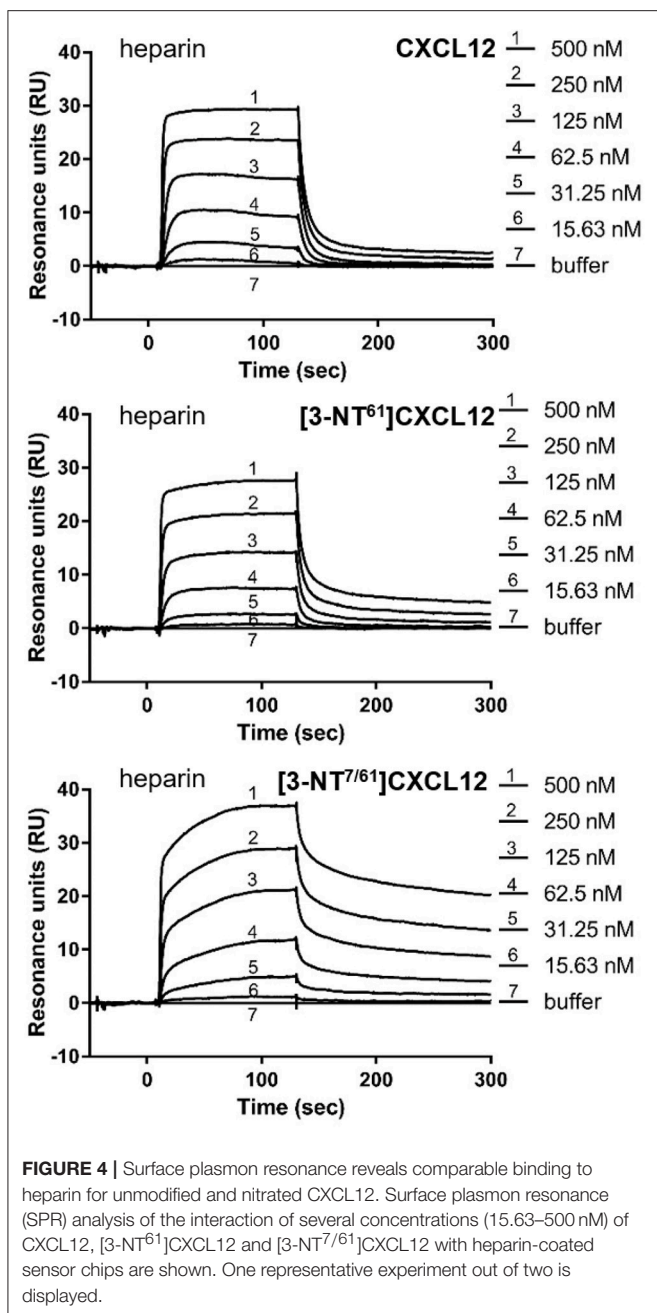 heparin CXCL12
40
30
20
10
0
-10
Resonance units (RU)
1
2
3
4
5
6
7
0 100 200 300
Time (sec)
1 500 nM
2 250 nM
3 125 nM
4 62.5 nM
5 31.25 nM
6 15.63 nM
7 buffer
heparin [3-NT61]CXCL12
40
30
20
10
0
-10
Resonance units (RU)
1
2
3
4
5
6
7
0 100 200 300
Time (sec)
1 500 nM
2 250 nM
3 125 nM
4 62.5 nM
5 31.25 nM
6 15.63 nM
7 buffer
heparin [3-NT7/61]CXCL12
40
30
20
10
0
-10
Resonance units (RU)
1
2
3
4
5
6
7
0 100 200 300
Time (sec)
1 500 nM
2 250 nM
3 125 nM
4 62.5 nM
5 31.25 nM
6 15.63 nM
7 buffer
FIGURE 4 | Surface plasmon resonance reveals comparable binding to
heparin for unmodified and nitrated CXCL12. Surface plasmon resonance
(SPR) analysis of the interaction of several concentrations (15.63–500 nM) of
CXCL12, [3-NT61]CXCL12 and [3-NT7/61]CXCL12 with heparin-coated
sensor chips are shown. One representative experiment out of two is
displayed.